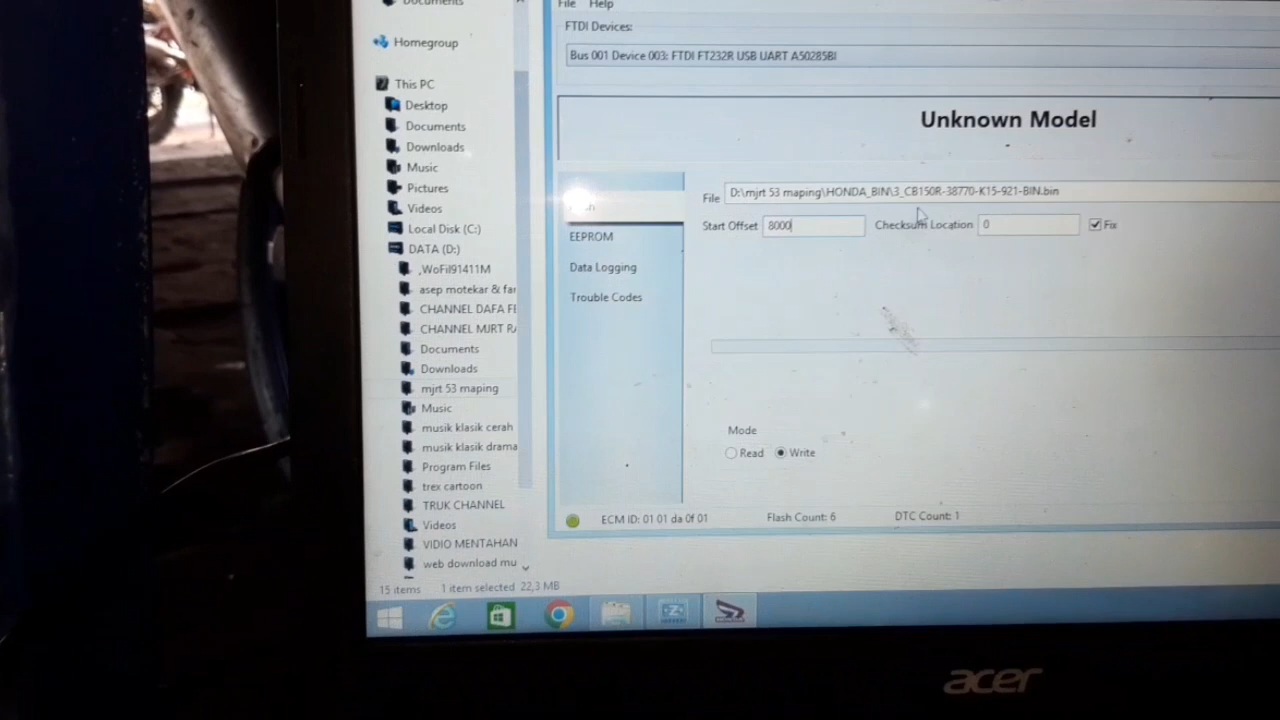 Documents
Homegroup
This PC
Desktop
Documents
Downloads
Music
Pictures
Videos
Local Disk (C:)
DATA (D:)
,WoFil91411M
asep motekar & far
CHANNEL DAFA FE
CHANNEL MJRT RA
Documents
Downloads
mjrt 53 maping
Music
musik klasik cerah
musik klasik drama
Program Files
trex cartoon
TRUK CHANNEL
Videos
VIDIO MENTAHAN
web download mu
15 items 1 item selected 22,3 MB
File Help
FTDI Devices:
Bus 001 Device 003: FTDI FT232R USB UART A50285BI
Unknown Model
EEPROM
Data Logging
Trouble Codes
File D:\mjrt 53 maping\HONDA_BIN\3_CB150R-38770-K15-921-BIN.bin
Start Offset 8000 Checksum Location 0 Fix
Mode
Read Write
ECM ID: 01 01 da 0f 01 Flash Count: 6 DTC Count: 1
acer